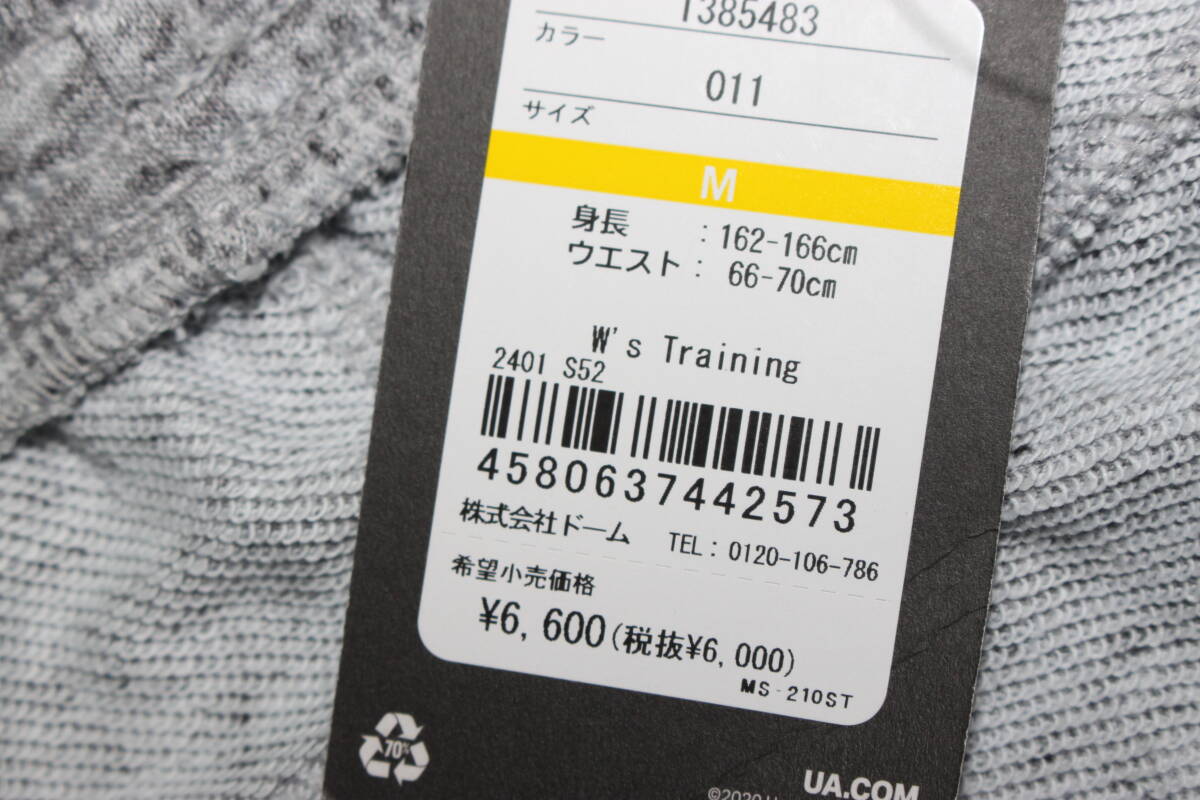 1385483
カラー
011
サイズ
M
身長 : 162-166cm
ウエスト : 66-70cm
W's Training
2401 S52
4580637442573
株式会社ドーム TEL : 0120-106-786
希望小売価格
¥6,600(税抜¥6,000)
MS-210ST
70%
UA.COM
©2020